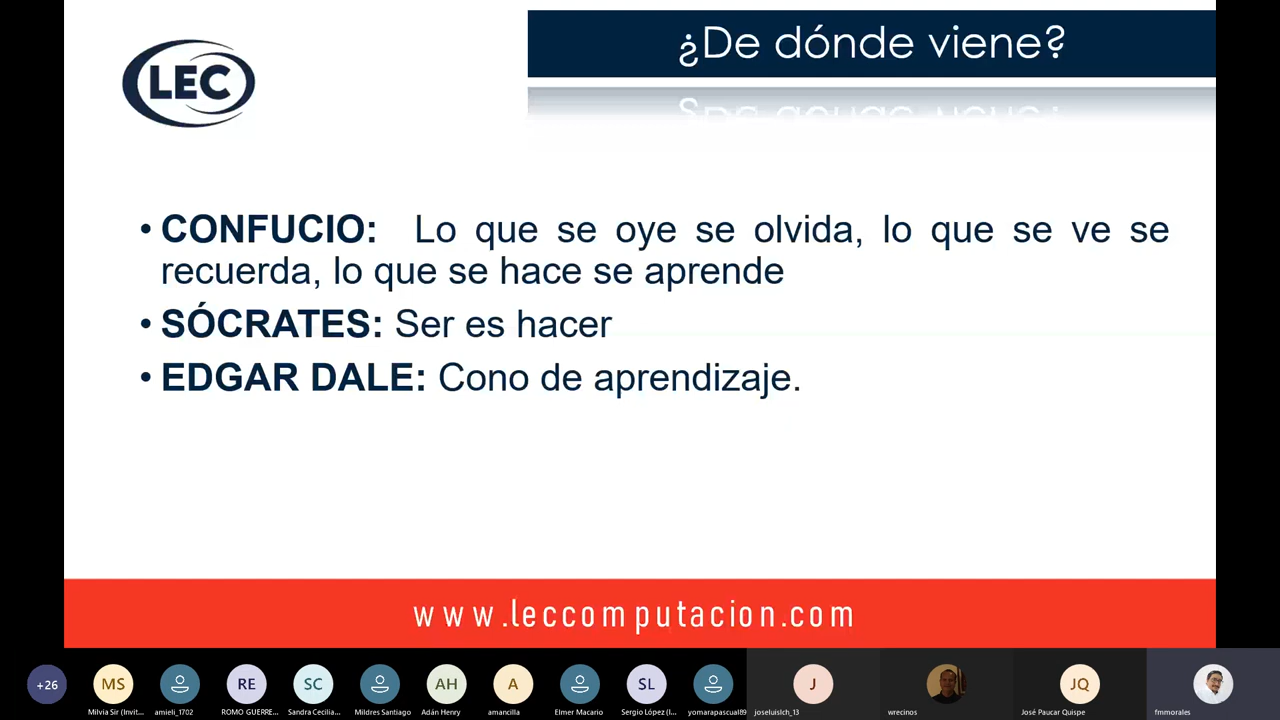 ¿De dónde viene?
LEC
• CONFUCIO: Lo que se oye se olvida, lo que se ve se
recuerda, lo que se hace se aprende
• SÓCRATES: Ser es hacer
• EDGAR DALE: Cono de aprendizaje.
www.leccomputacion.com
+26
MS
RE
SC
AH
A
SL
J
JQ
Milvia Sir (Invit...
amieli_1702
ROMO GUERRE...
Sandra Cecilia...
Mildres Santiago
Adán Henry
amancilla
Elmer Macario
Sergio López (I...
yomarapascual89
joseluislch_13
wrecinos
José Paucar Quispe
fmmorales